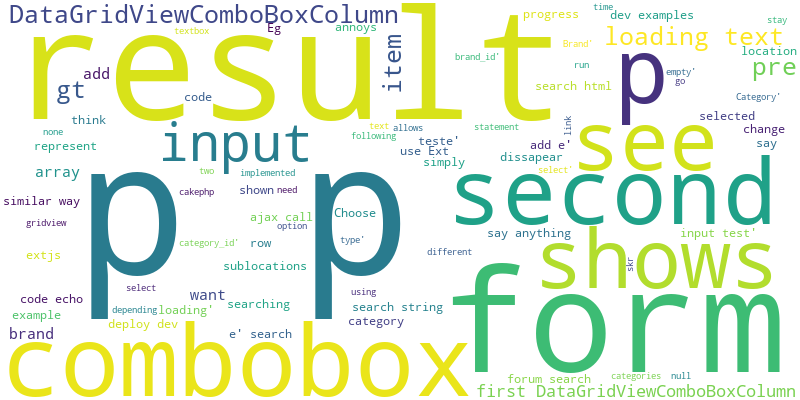 DataGridViewComboBoxColumn
textbox
Eg
annoys
progress
time
dev examples
stay
result
item
brand_id'
Brand'
loading text
location
add
gt
code
p
search html
run
empty'
go
pre
Category'
none
think
represent
input
text
allows
following
teste'
use Ext
statement
link
add e'
selected
change
say
see
simply
dissapear
array
two
implemented
select'
second
similar way
p p
cakephp
shown
need
gridview
ajax call
Choose
option
row
category_id'
type'
say anything
input test'
extjs
different
shows
skr
sublocations
code echo
select
want
searching
using
example
depending
loading'
search string
form
brand
deploy dev
e' search
category
combobox
forum search
categories
null
first DataGridViewComboBoxColumn